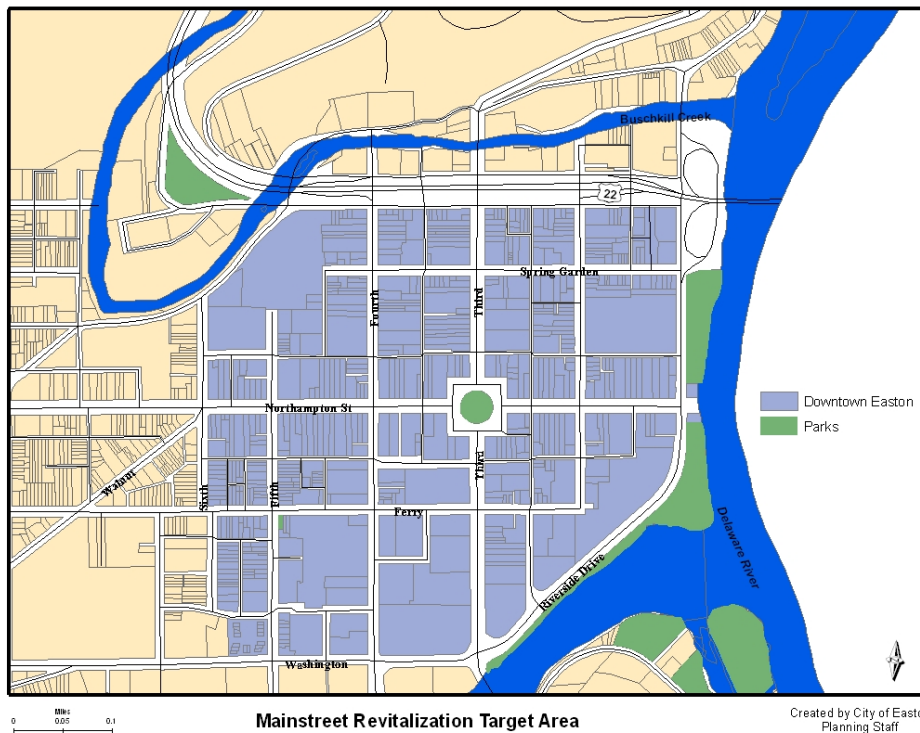 Buschkill Creek
22
Spring Garden
Fourth
Third
Northampton St
Downtown Easton
Parks
Walnut
Sixth
Fifth
Third
Ferry
Delaware River
Riverside Drive
Washington
Miles
0 0.05 0.1
Mainstreet Revitalization Target Area
Created by City of Easto
Planning Staff